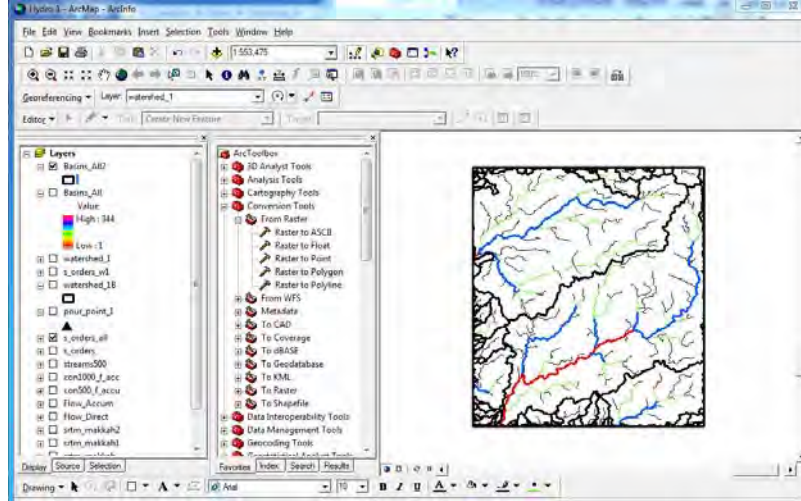 Hydro 1 - ArcMap - ArcInfo
File Edit View Bookmarks Insert Selection Tools Window Help
1:553,475
Georeferencing Layer: watershed_1
Editor Create New Feature
Layers
Basins_All2
Basins_All
Value
High : 344
Low : 1
watershed_1
s_orders_w1
watershed_1B
pour_point_1
s_orders_all
s_orders
streams500
con1000_f_acc
con500_f_accu
Flow_Accum
Flow_Direct
srtm_makkah2
srtm_makkah1
Display Source Selection
ArcToolbox
3D Analyst Tools
Analysis Tools
Cartography Tools
Conversion Tools
From Raster
Raster to ASCII
Raster to Float
Raster to Point
Raster to Polygon
Raster to Polyline
From WFS
Metadata
To CAD
To Coverage
To dBASE
To Geodatabase
To KML
To Raster
To Shapefile
Data Interoperability Tools
Data Management Tools
Geocoding Tools
Geostatistical Analyst Tools
Favorites Index Search Results
Drawing A Arial 10 B I U A